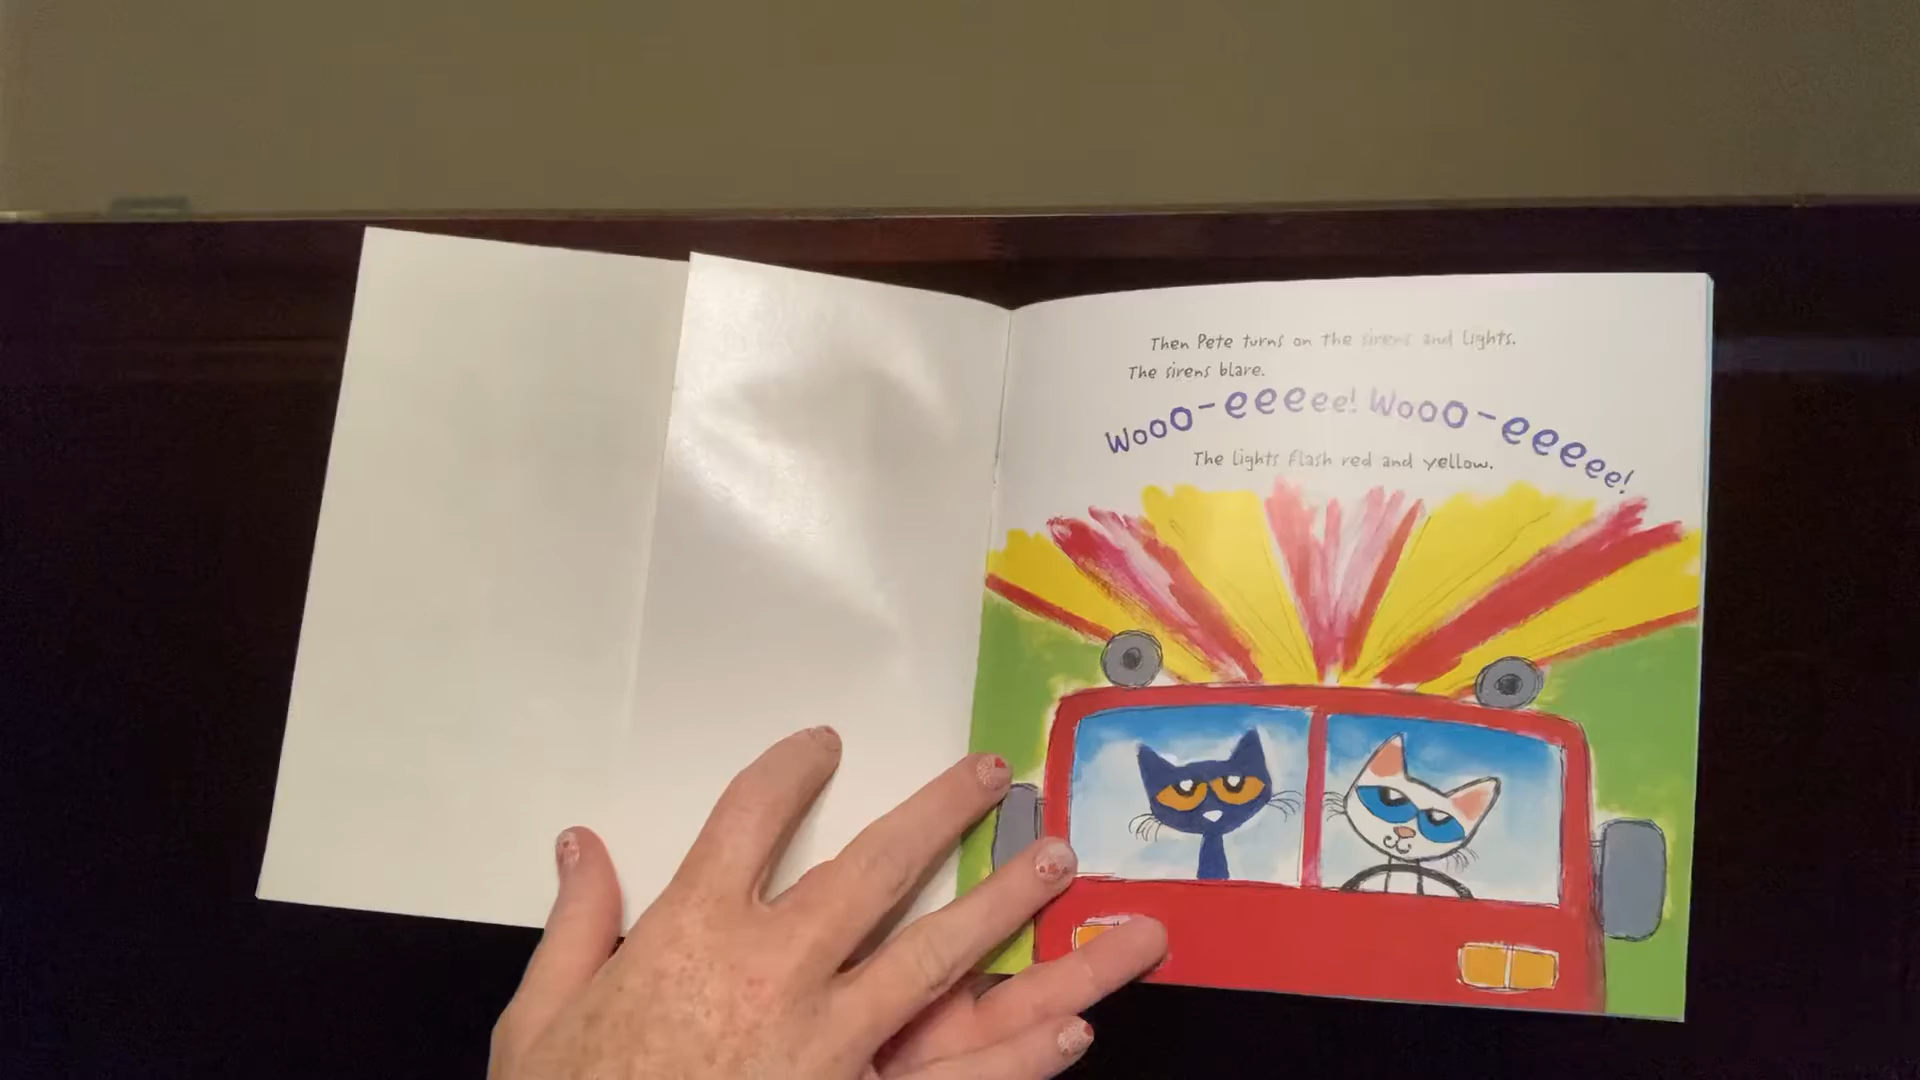 Then Pete turns on the sirens and lights.
The sirens blare.
Wooo-eeeee! Wooo-eeeeee!
The lights flash red and yellow.